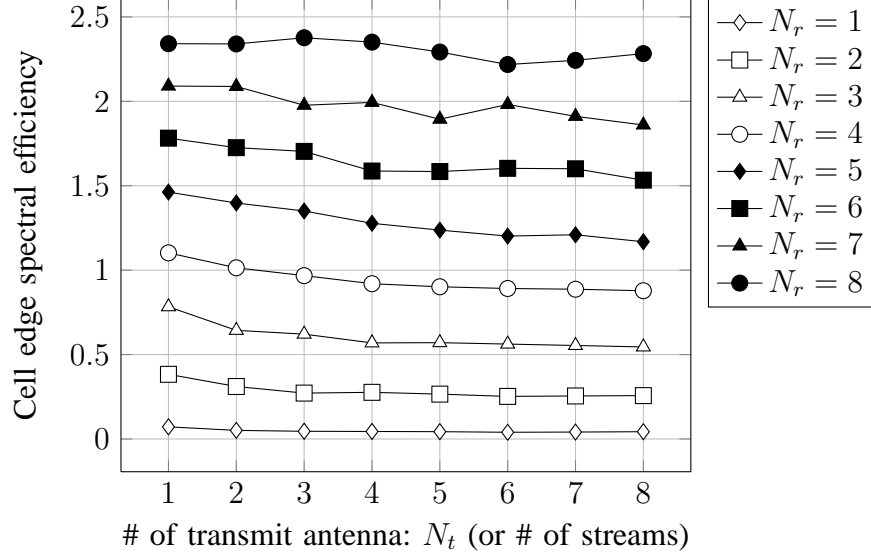 Cell edge spectral efficiency
2.5
2
1.5
1
0.5
0
1 2 3 4 5 6 7 8
# of transmit antenna: N_t (or # of streams)
N_r = 1
N_r = 2
N_r = 3
N_r = 4
N_r = 5
N_r = 6
N_r = 7
N_r = 8